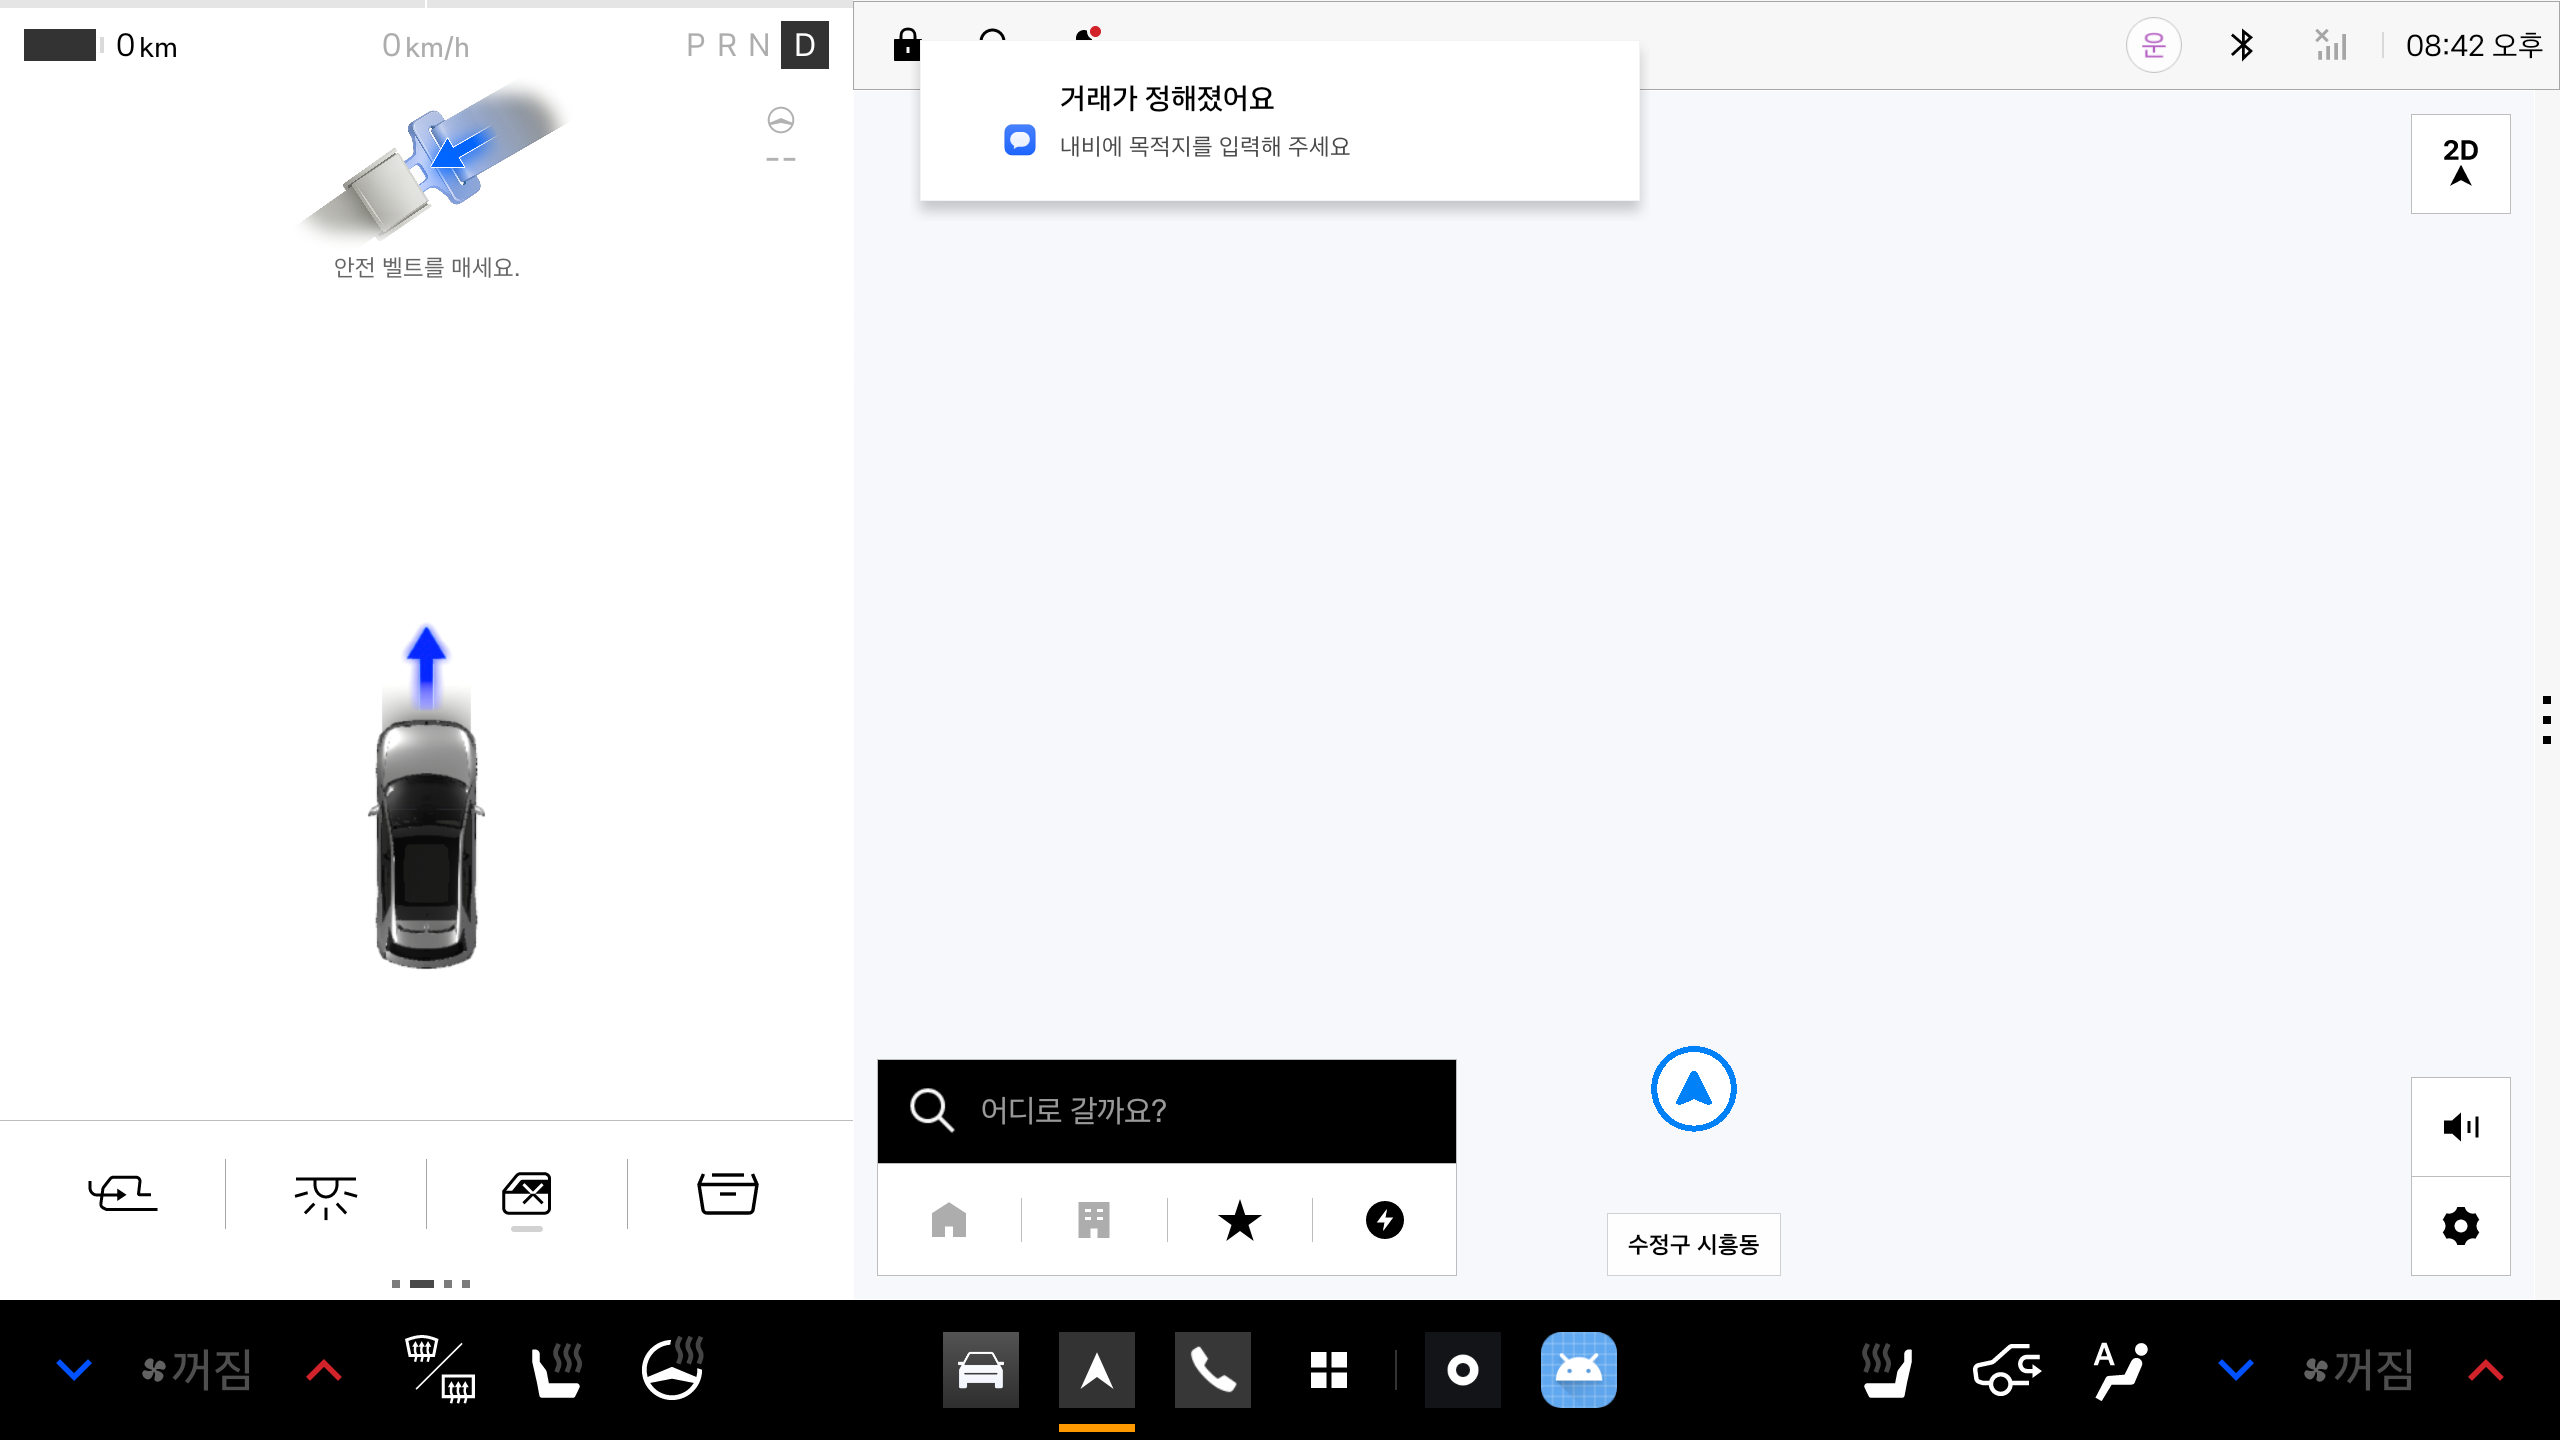 0 km
0 km/h
P R N D
안전 벨트를 매세요.
운
08:42 오후
거래가 정해졌어요
내비에 목적지를 입력해 주세요
2D
어디로 갈까요?
수정구 시흥동
꺼짐
A
꺼짐